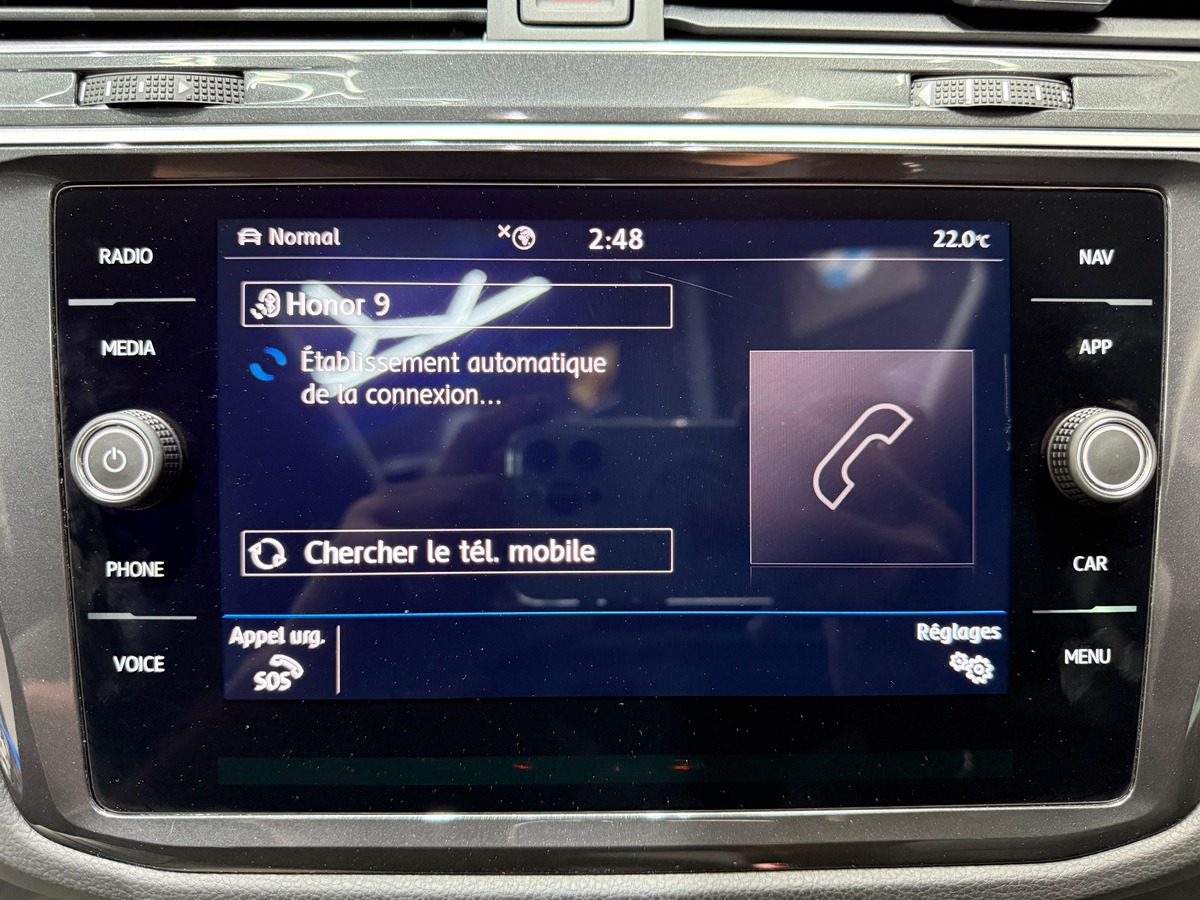 Normal
2:48
22.0°C
RADIO
NAV
Honor 9
MEDIA
APP
Établissement automatique
de la connexion...
Chercher le tél. mobile
PHONE
CAR
Appel urg.
SOS
Réglages
VOICE
MENU